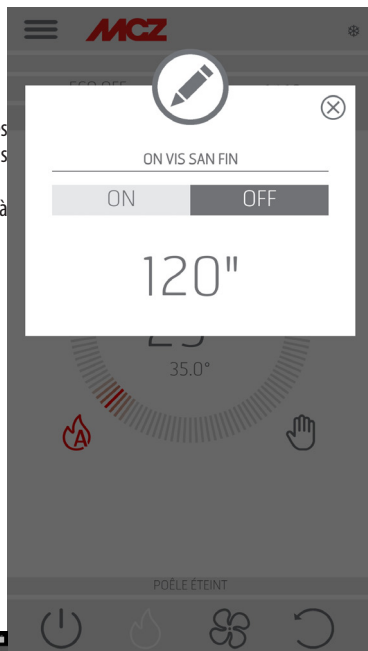 MCZ
ON VIS SAN FIN
ON OFF
120"
35.0°
A
POÊLE ÉTEINT